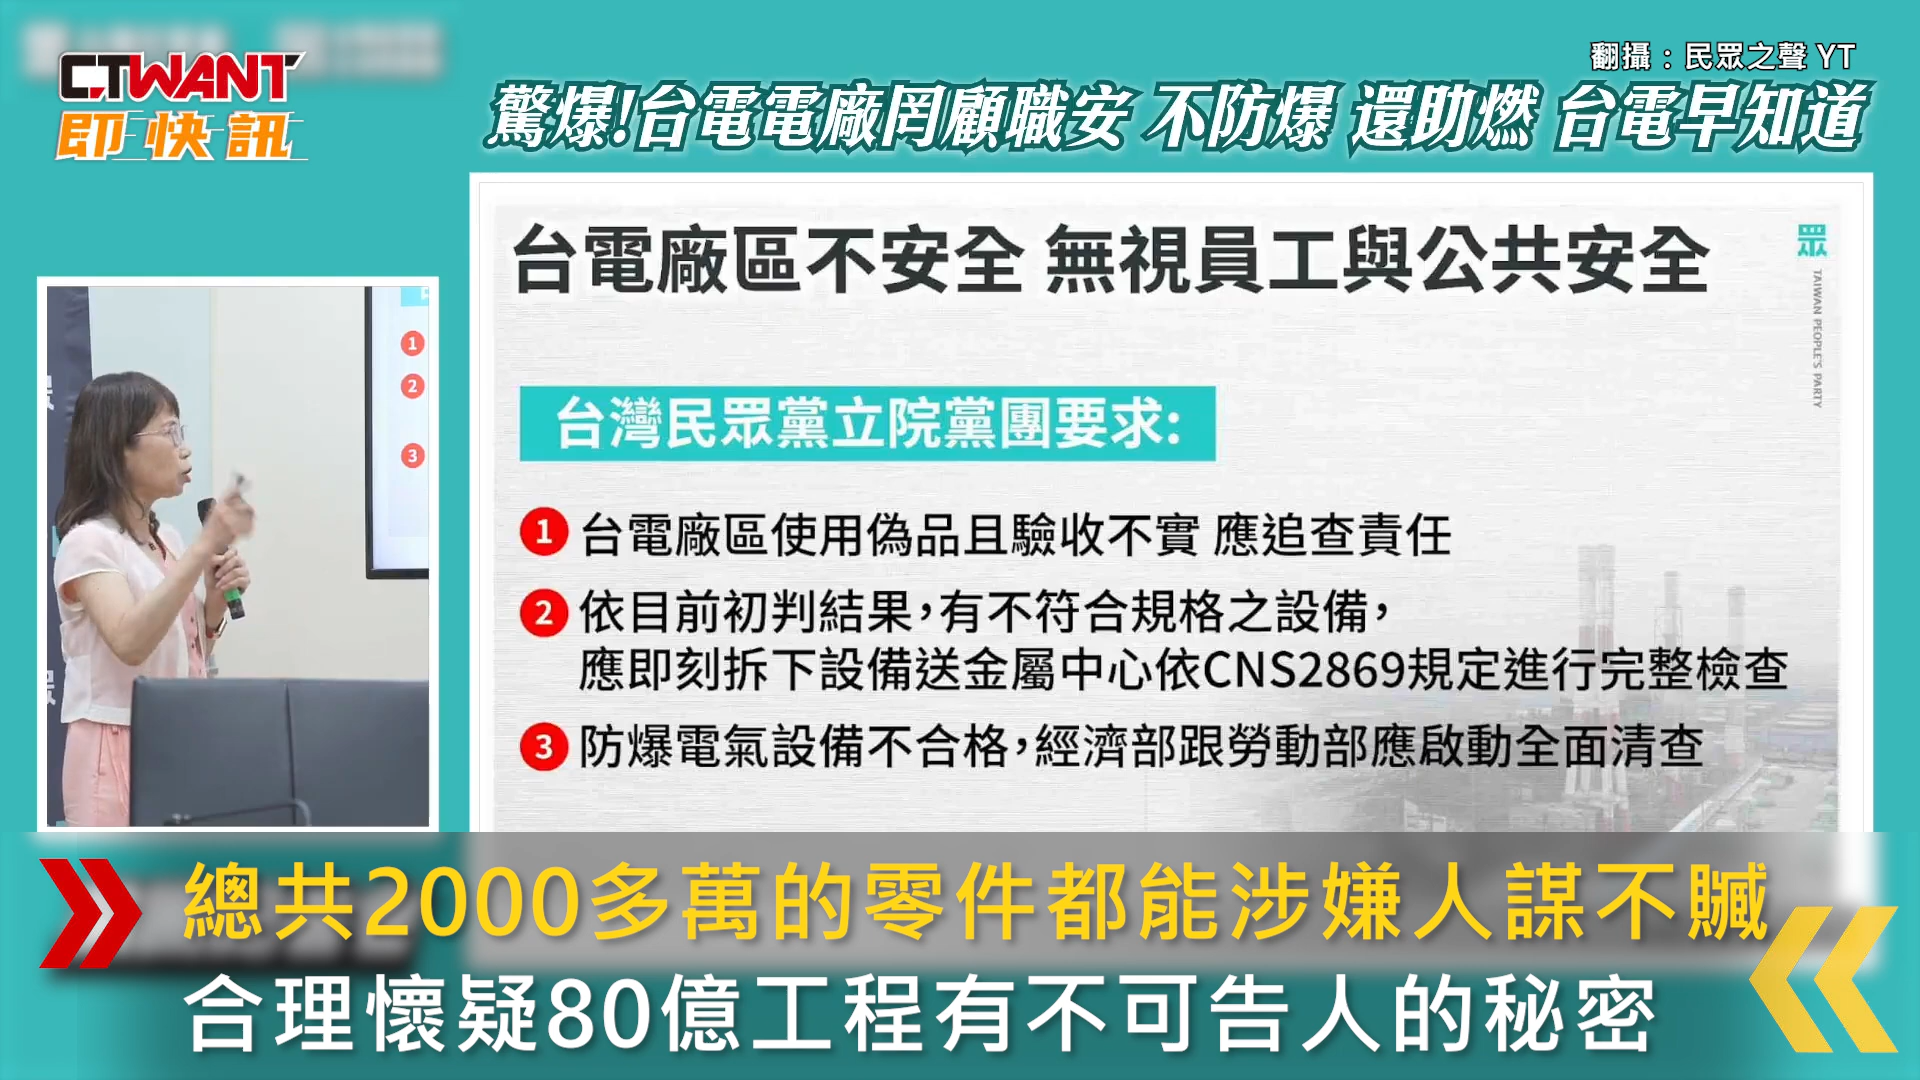 CTWANT
即快訊
翻攝：民眾之聲 YT
驚爆!台電電廠罔顧職安 不防爆 還助燃 台電早知道
台電廠區不安全 無視員工與公共安全
眾
TAIWAN PEOPLE'S PARTY
台灣民眾黨立院黨團要求:
1 台電廠區使用偽品且驗收不實 應追查責任
2 依目前初判結果,有不符合規格之設備,
應即刻拆下設備送金屬中心依CNS2869規定進行完整檢查
3 防爆電氣設備不合格,經濟部跟勞動部應啟動全面清查
1
2
3
總共2000多萬的零件都能涉嫌人謀不贓
合理懷疑80億工程有不可告人的秘密